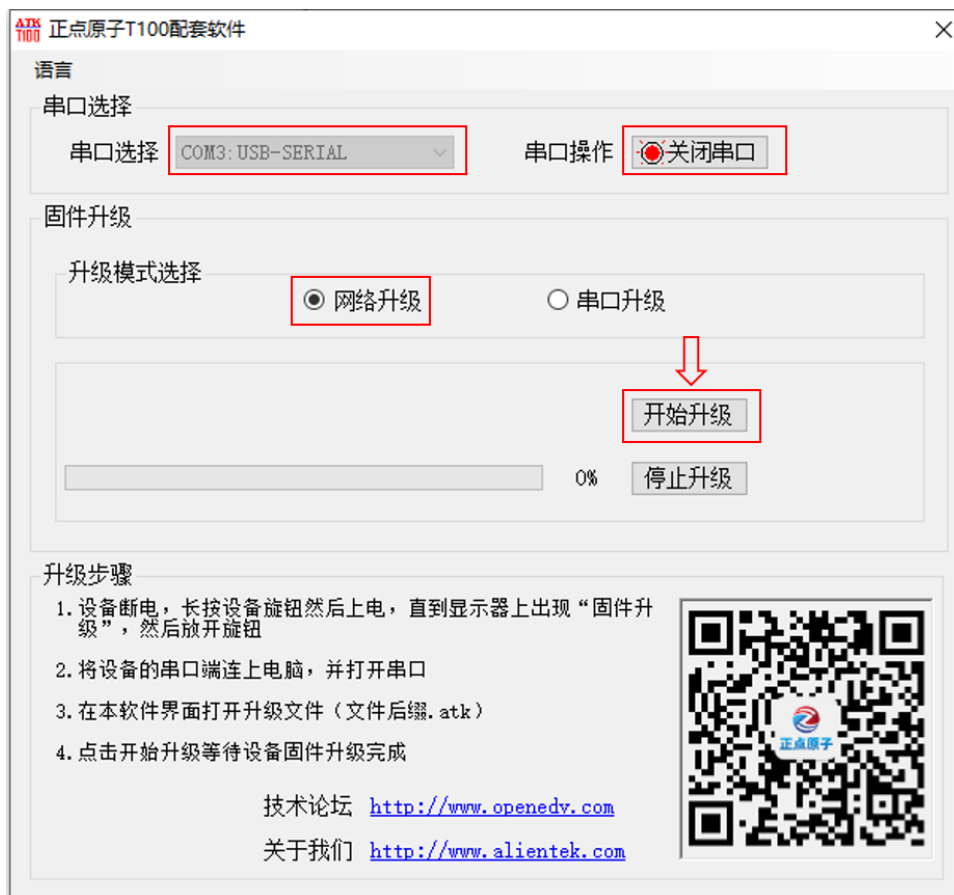 ATK
T100 正点原子T100配套软件
语言
串口选择
串口选择 COM3:USB-SERIAL 串口操作 关闭串口
固件升级
升级模式选择
网络升级 串口升级
开始升级
0% 停止升级
升级步骤
1.设备断电，长按设备旋钮然后上电，直到显示器上出现“固件升
级”，然后放开旋钮
2.将设备的串口端连上电脑，并打开串口
3.在本软件界面打开升级文件（文件后缀.atk）
4.点击开始升级等待设备固件升级完成
正点原子
技术论坛 http://www.openedv.com
关于我们 http://www.alientek.com